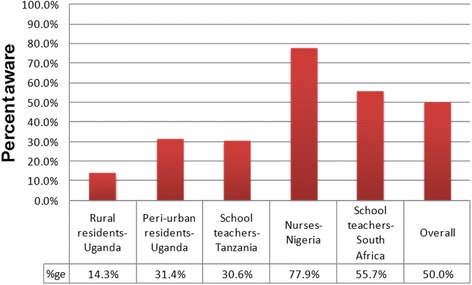 Percent aware
100.0%
90.0%
80.0%
70.0%
60.0%
50.0%
40.0%
30.0%
20.0%
10.0%
0.0%
Rural residents-Uganda
Peri-urban residents-Uganda
School teachers-Tanzania
Nurses-Nigeria
School teachers-South Africa
Overall
%ge 14.3% 31.4% 30.6% 77.9% 55.7% 50.0%